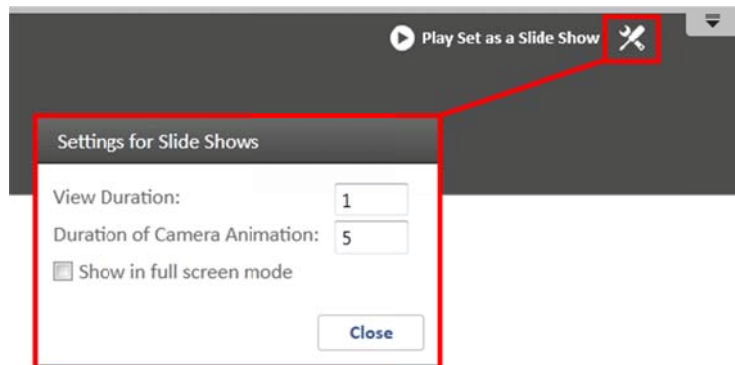 Play Set as a Slide Show
Settings for Slide Shows
View Duration: 1
Duration of Camera Animation: 5
Show in full screen mode
Close